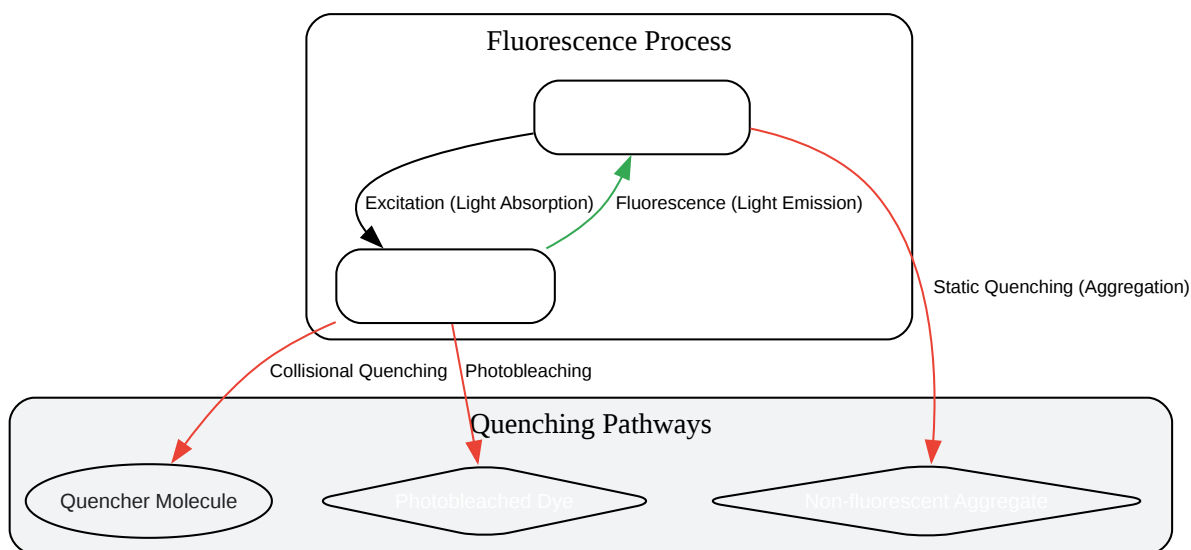 Fluorescence Process
Excitation (Light Absorption)
Fluorescence (Light Emission)
Static Quenching (Aggregation)
Collisional Quenching
Photobleaching
Quenching Pathways
Quencher Molecule
Photobleached Dye
Non-fluorescent Aggregate